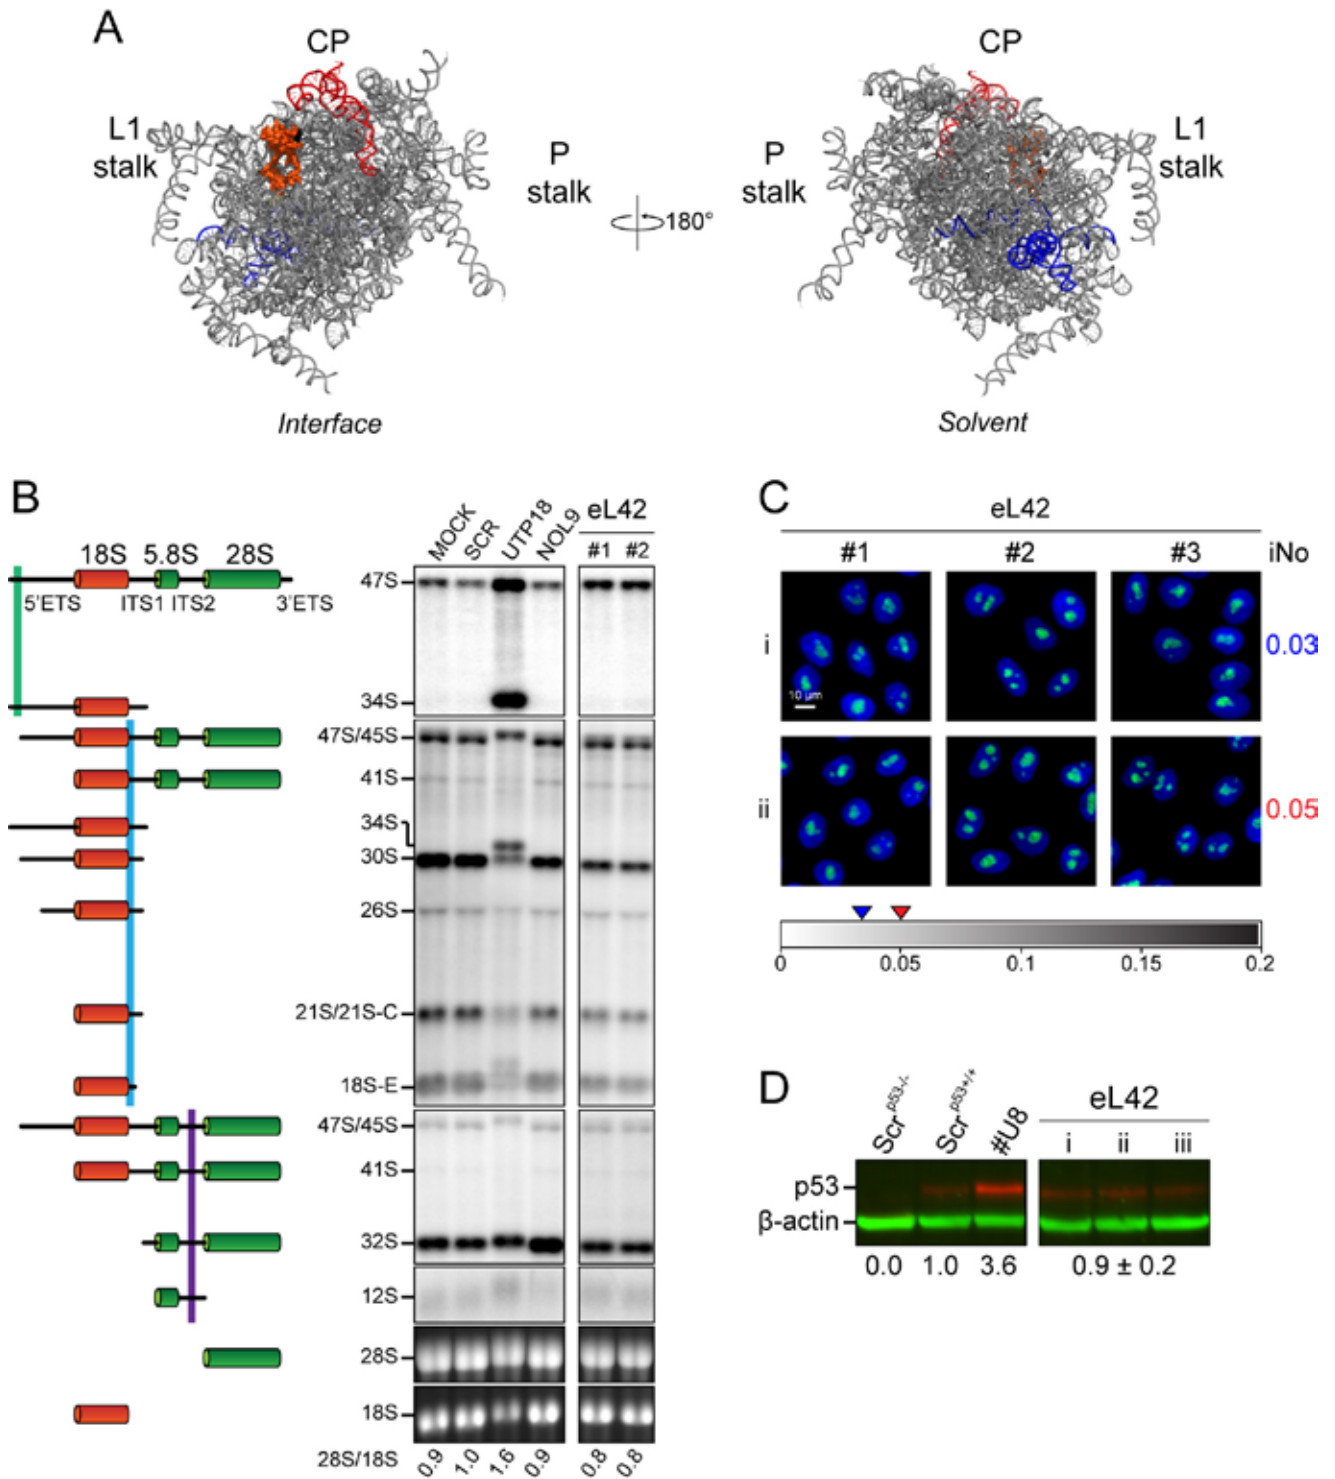 A
CP
L1
stalk
P
stalk
180°
Interface
CP
P
stalk
L1
stalk
Solvent
B
18S 5.8S 28S
5'ETS ITS1 ITS2 3'ETS
MOCK SCR UTP18 NOL9 eL42
#1 #2
47S
34S
47S/45S
41S
34S
30S
26S
21S/21S-C
18S-E
47S/45S
41S
32S
12S
28S
18S
28S/18S 0.9 1.0 1.6 0.9 0.8 0.8
C
eL42
#1 #2 #3 iNo
i 10 µm 0.03
ii 0.05
0 0.05 0.1 0.15 0.2
D
Scr p53-/- Scr p53+/+ #U8 eL42
i ii iii
p53
β-actin
0.0 1.0 3.6 0.9 ± 0.2